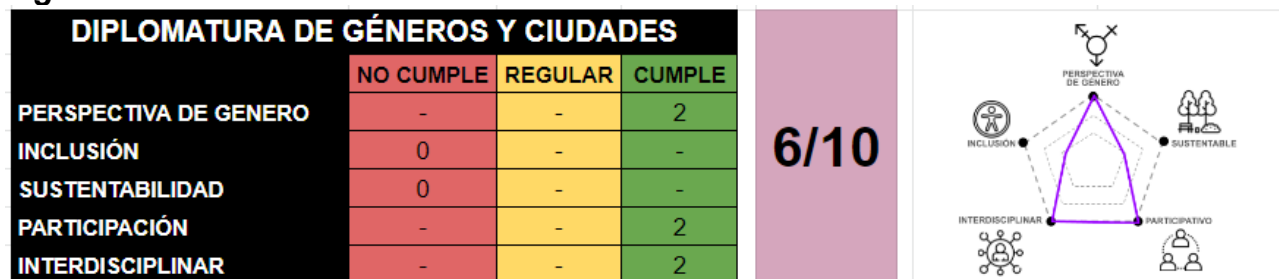 DIPLOMATURA DE GÉNEROS Y CIUDADES
NO CUMPLE REGULAR CUMPLE
PERSPECTIVA DE GENERO - - 2
INCLUSIÓN 0 - -
SUSTENTABILIDAD 0 - -
PARTICIPACIÓN - - 2
INTERDISCIPLINAR - - 2
6/10
PERSPECTIVA
DE GÉNERO
INCLUSIÓN
SUSTENTABLE
INTERDISCIPLINAR
PARTICIPATIVO